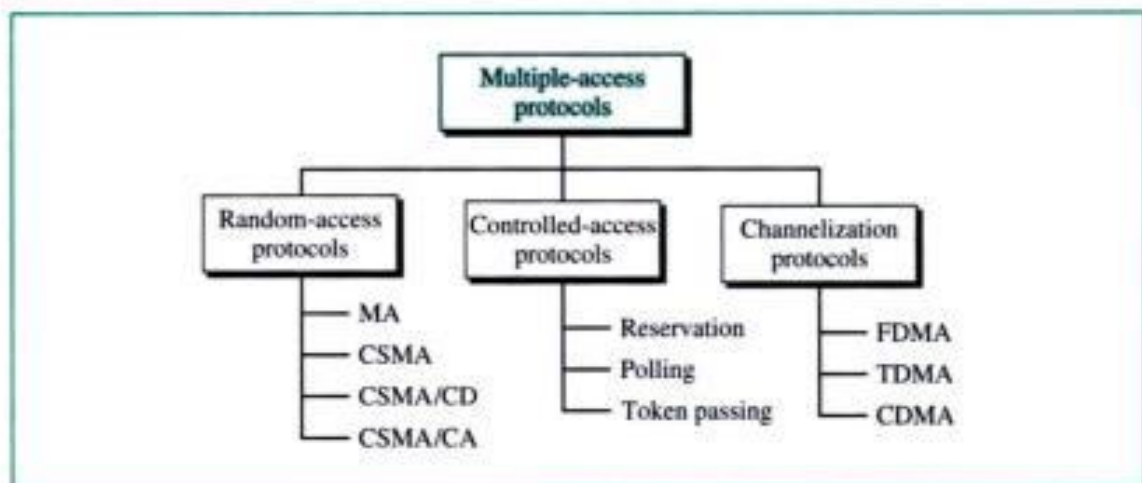 Multiple-access
protocols
Random-access
protocols
MA
CSMA
CSMA/CD
CSMA/CA
Controlled-access
protocols
Reservation
Polling
Token passing
Channelization
protocols
FDMA
TDMA
CDMA